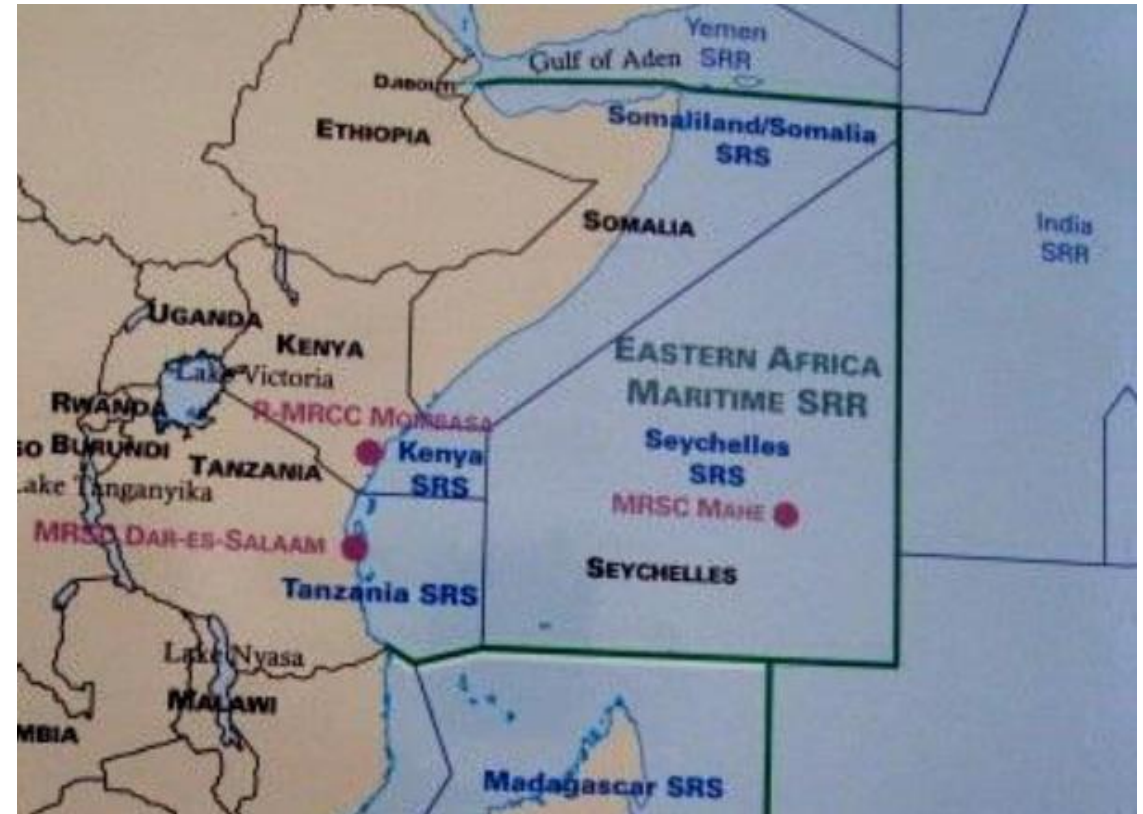 Yemen
SRR
Gulf of Aden
DJIBOUTI
ETHIOPIA
Somaliland/Somalia
SRS
SOMALIA
India
SRR
UGANDA
KENYA
EASTERN AFRICA
MARITIME SRR
Lake Victoria
RWANDA
R-MRCC MOMBASA
BURUNDI
TANZANIA
Kenya
SRS
Seychelles
SRS
Lake Tanganyika
MRSC MAHE
MRSC DAR-ES-SALAAM
SEYCHELLES
Tanzania SRS
Lake Nyasa
MALAWI
MBIA
Madagascar SRS